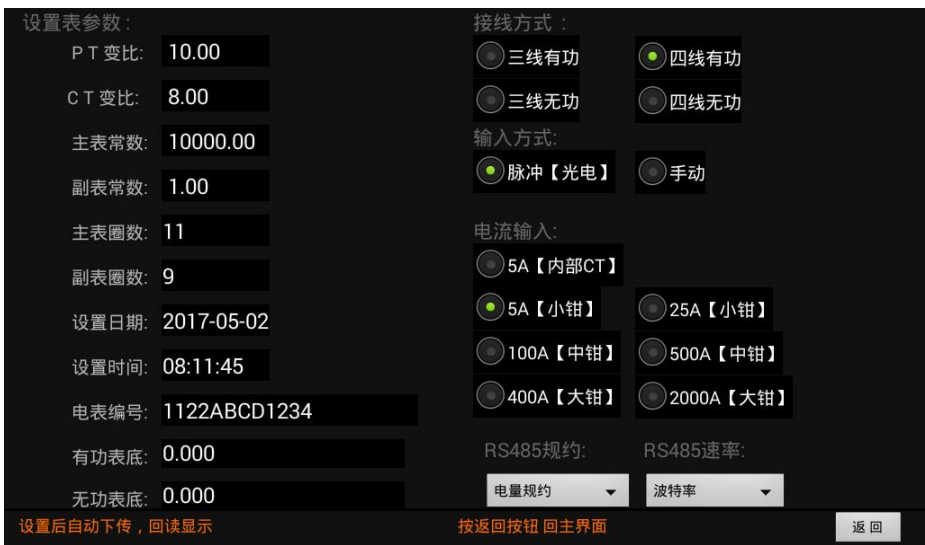 设置表参数:
PT变比: 10.00
CT变比: 8.00
主表常数: 10000.00
副表常数: 1.00
主表圈数: 11
副表圈数: 9
设置日期: 2017-05-02
设置时间: 08:11:45
电表编号: 1122ABCD1234
有功表底: 0.000
无功表底: 0.000
接线方式:
三线有功 四线有功
三线无功 四线无功
输入方式:
脉冲【光电】 手动
电流输入:
5A【内部CT】
5A【小钳】 25A【小钳】
100A【中钳】 500A【中钳】
400A【大钳】 2000A【大钳】
RS485规约: RS485速率:
电量规约 波特率
设置后自动下传，回读显示 按返回按钮 回主界面 返回